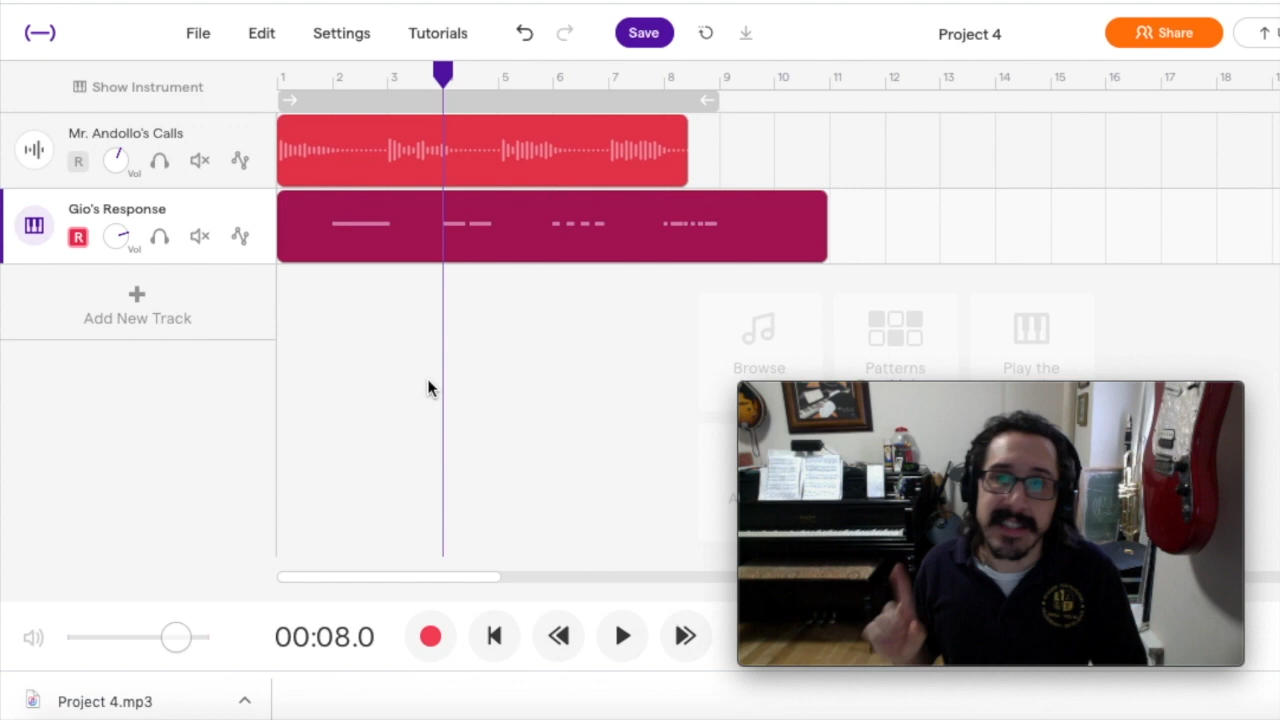 File Edit Settings Tutorials Save Project 4 Share
Show Instrument
1 2 3 5 6 7 8 9 10 11 12 13 14 15 16 17 18
Mr. Andollo's Calls
R
Vol
Gio's Response
R
Vol
Add New Track
Browse Patterns Play the
00:08.0
Project 4.mp3